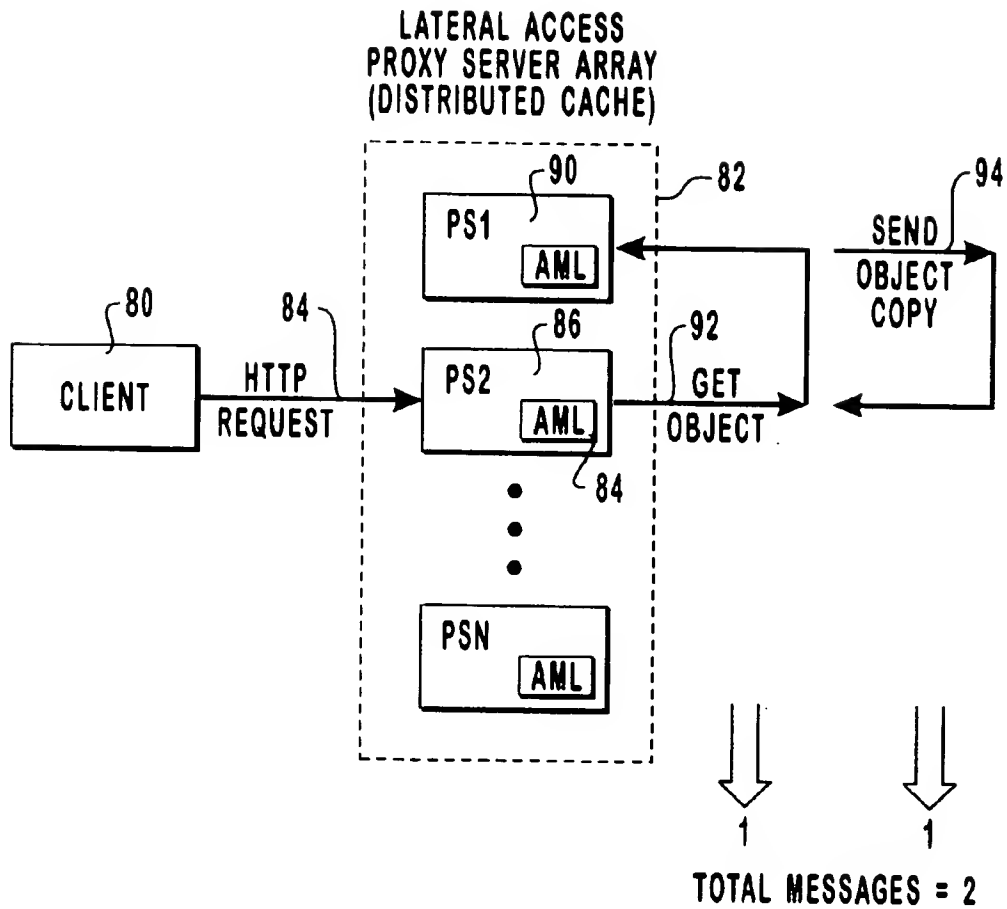 LATERAL ACCESS
PROXY SERVER ARRAY
(DISTRIBUTED CACHE)
90
82
94
PS1
AML
SEND
OBJECT
COPY
80
84
86
92
CLIENT
HTTP
REQUEST
PS2
AML
GET
OBJECT
84
PSN
AML
1
1
TOTAL MESSAGES = 2